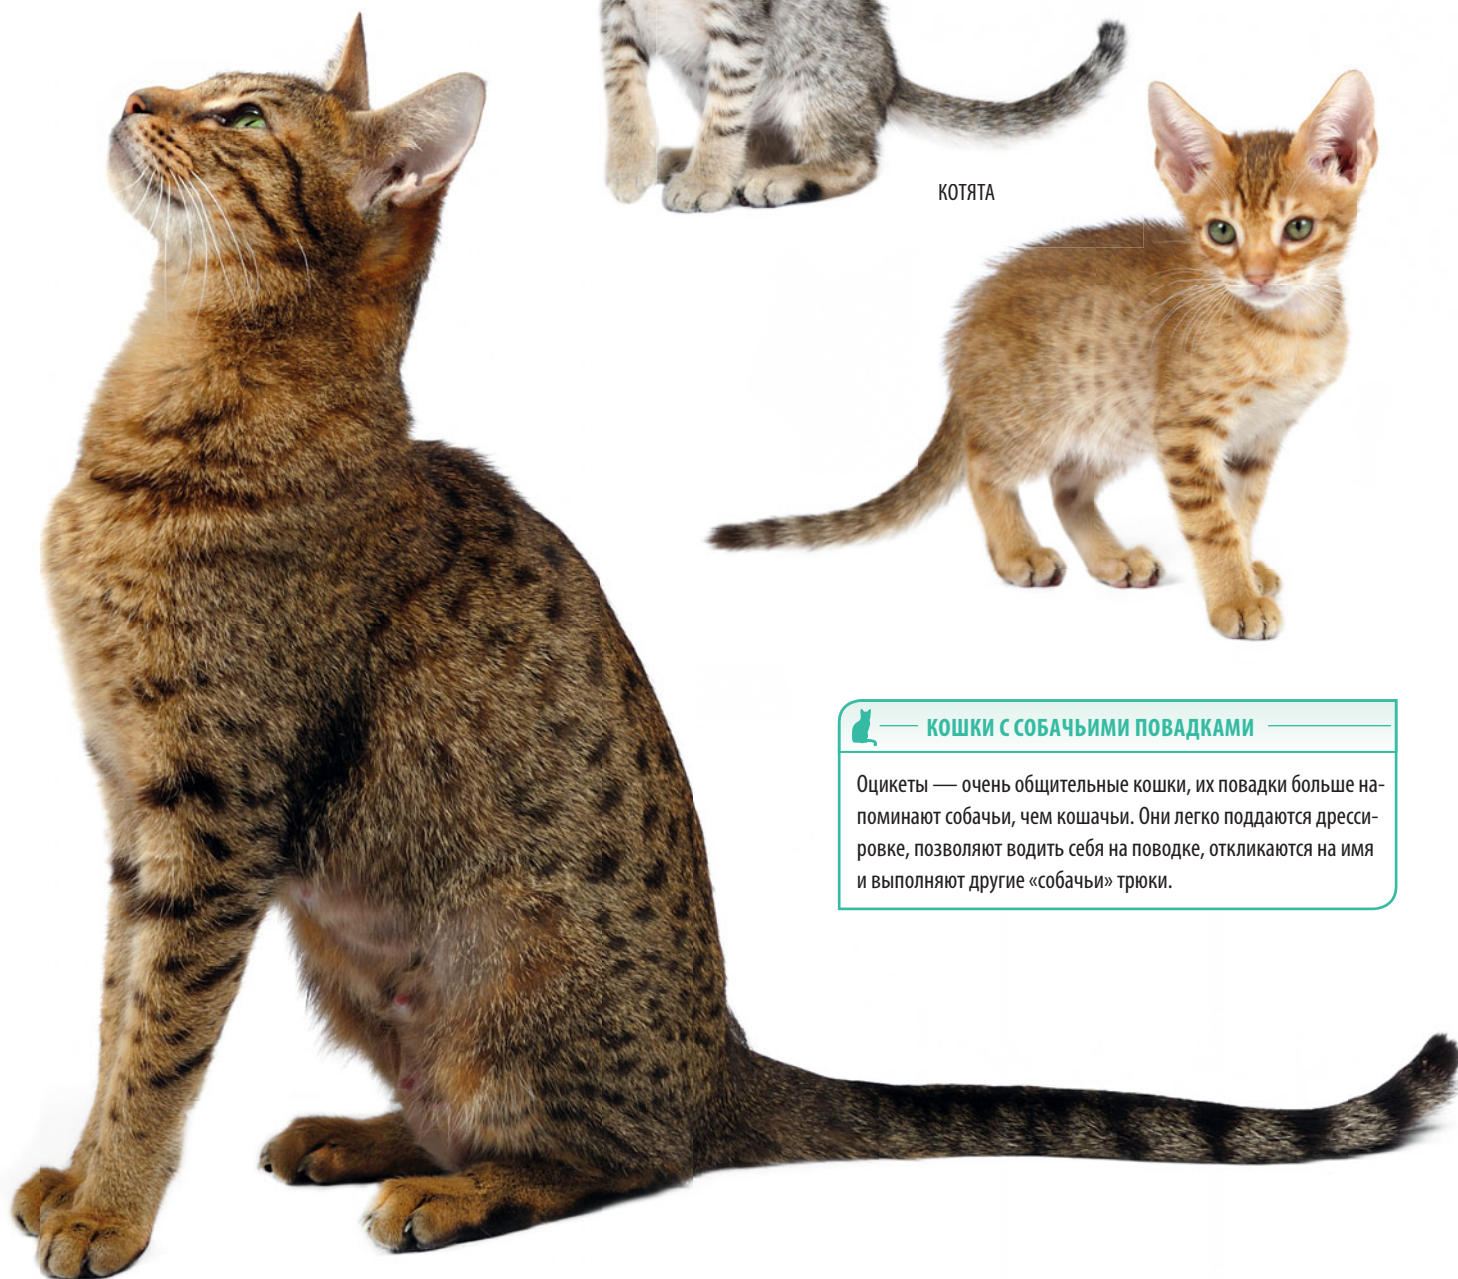 КОТЯТА
КОШКИ С СОБАЧЬИМИ ПОВАДКАМИ
Оцикеты — очень общительные кошки, их повадки больше на-
поминают собачьи, чем кошачьи. Они легко поддаются дресси-
ровке, позволяют водить себя на поводке, откликаются на имя
и выполняют другие «собачьи» трюки.